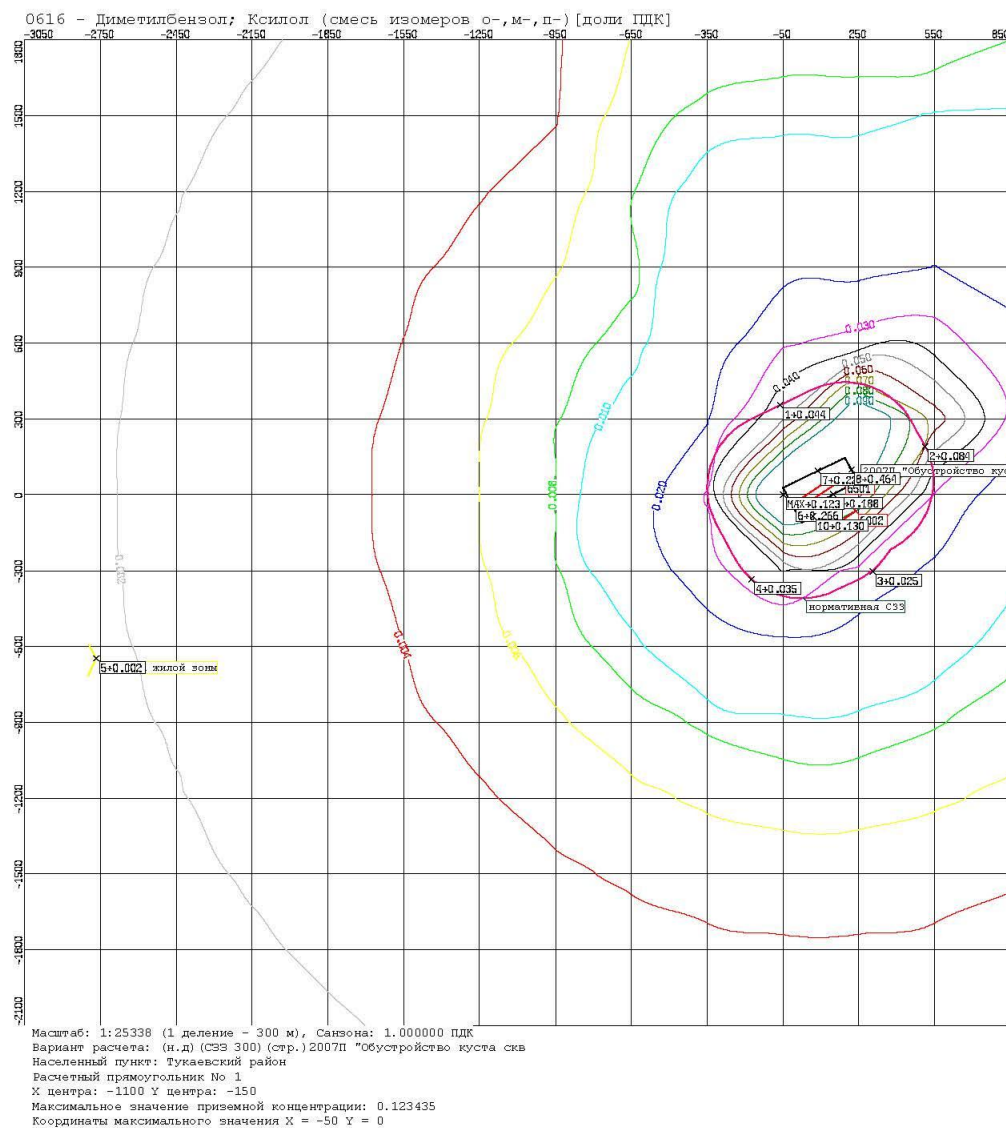 0616 - Диметилбензол; Ксилол (смесь изомеров о-,м-,п-)[доли ПДК]
-3050 -2750 -2450 -2150 -1850 -1550 -1250 -950 -650 -350 -50 250 550 850
1800
1500
1200
900
600
300
0
-300
-600
-900
-1200
-1500
-1800
-2100
0.030
0.050
0.060
0.040
0.070
0.080
0.090
1+0.044
0.010
2+0.084
2007П "Обустройство кус
8+0.464
0.008
0.020
MAX+0.123
+0.188
10+0.130
0.002
4+0.035
3+0.025
нормативная СЗЗ
0.004
0.006
5+0.002 жилой зоны
Масштаб: 1:25338 (1 деление - 300 м), Санзона: 1.000000 ПДК
Вариант расчета: (н.д)(СЗЗ 300)(стр.)2007П "Обустройство куста скв
Населенный пункт: Тукаевский район
Расчетный прямоугольник No 1
X центра: -1100 Y центра: -150
Максимальное значение приземной концентрации: 0.123435
Координаты максимального значения X = -50 Y = 0